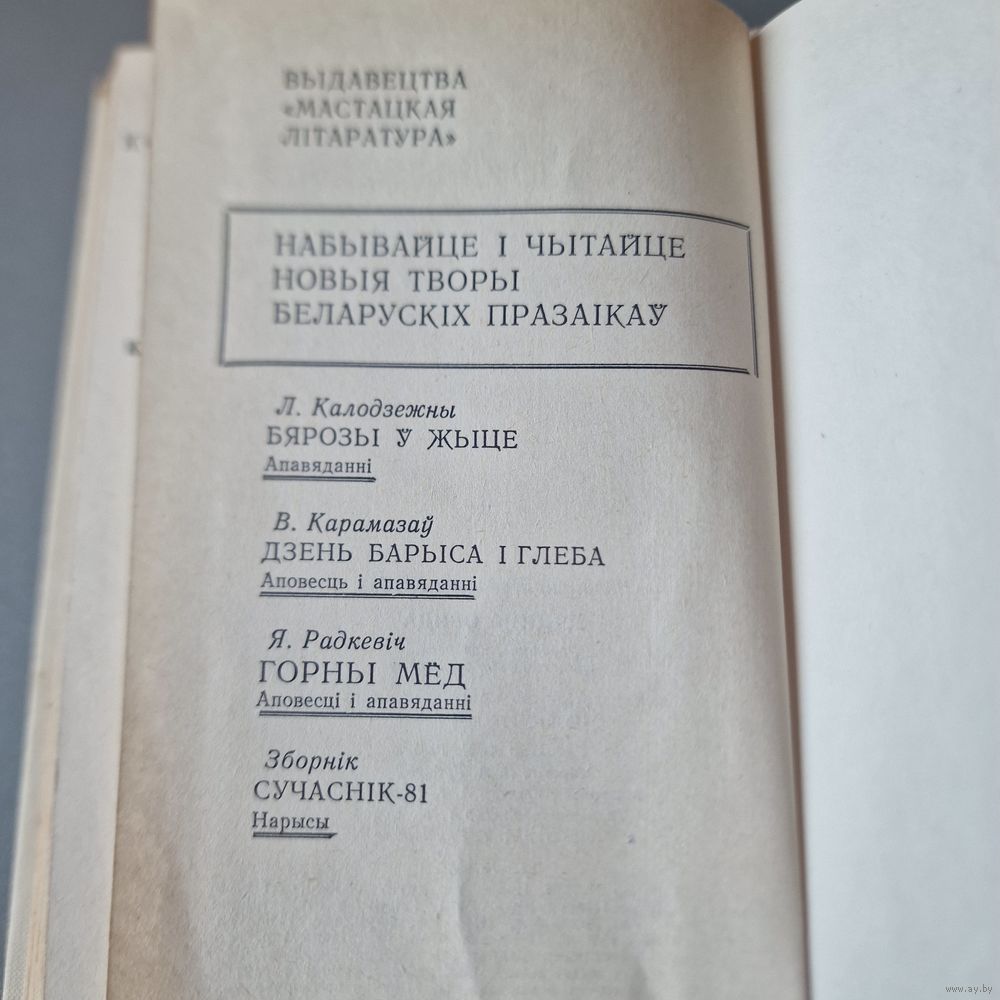 ВЫДАВЕЦТВА
«МАСТАЦКАЯ
ЛІТАРАТУРА»
НАБЫВАЙЦЕ І ЧЫТАЙЦЕ
НОВЫЯ ТВОРЫ
БЕЛАРУСКІХ ПРАЗАІКАЎ
Л. Калодзежны
БЯРОЗЫ Ў ЖЫЦЕ
Апавяданні
В. Карамазаў
ДЗЕНЬ БАРЫСА І ГЛЕБА
Аповесць і апавяданні
Я. Радкевіч
ГОРНЫ МЁД
Аповесці і апавяданні
Зборнік
СУЧАСНІК-81
Нарысы
www.ay.by